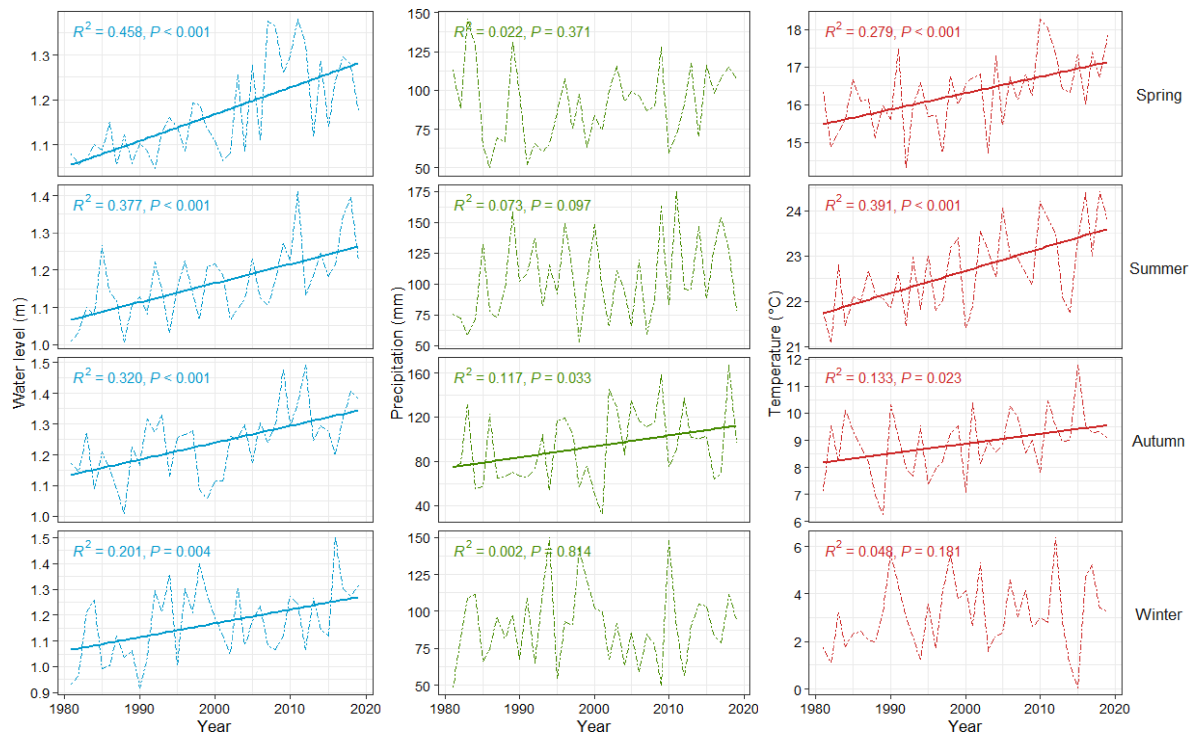 R² = 0.458, P < 0.001
R² = 0.022, P = 0.371
R² = 0.279, P < 0.001
1.3
1.2
1.1
150
125
100
75
50
18
17
16
15
Spring
R² = 0.377, P < 0.001
R² = 0.073, P = 0.097
R² = 0.391, P < 0.001
1.4
1.3
1.2
1.1
1.0
175
150
125
100
75
50
24
23
22
21
Summer
Water level (m)
Precipitation (mm)
Temperature (°C)
R² = 0.320, P < 0.001
R² = 0.117, P = 0.033
R² = 0.133, P = 0.023
1.5
1.4
1.3
1.2
1.1
1.0
160
120
80
40
12
11
10
9
8
7
6
Autumn
R² = 0.201, P = 0.004
R² = 0.002, P = 0.814
R² = 0.048, P = 0.181
1.5
1.4
1.3
1.2
1.1
1.0
0.9
150
125
100
75
50
6
4
2
0
Winter
1980 1990 2000 2010 2020
1980 1990 2000 2010 2020
1980 1990 2000 2010 2020
Year
Year
Year